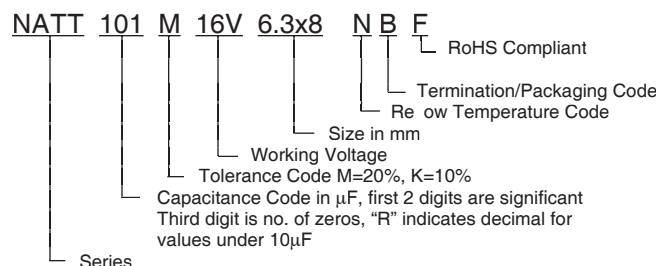 NATT 101 M 16V 6.3x8 N B F
RoHS Compliant
Termination/Packaging Code
Re ow Temperature Code
Size in mm
Working Voltage
Tolerance Code M=20%, K=10%
Capacitance Code in μF, first 2 digits are significant
Third digit is no. of zeros, “R” indicates decimal for
values under 10μF
Series